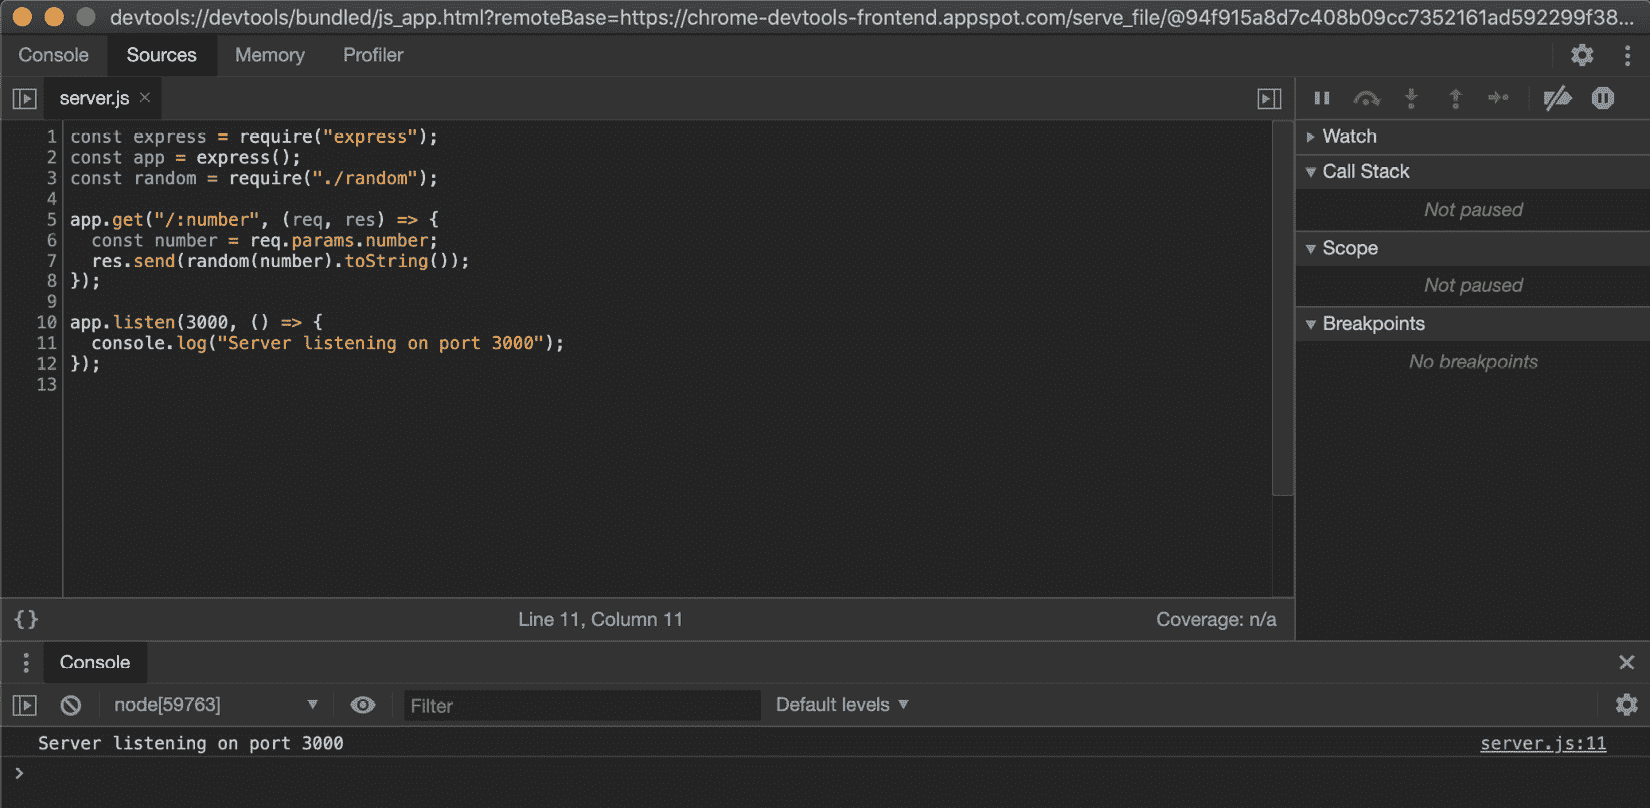 devtools://devtools/bundled/js_app.html?remoteBase=https://chrome-devtools-frontend.appspot.com/serve_file/@94f915a8d7c408b09cc7352161ad592299f38...
Console Sources Memory Profiler
server.js ×
1 const express = require("express");
2 const app = express();
3 const random = require("./random");
4
5 app.get("/:number", (req, res) => {
6   const number = req.params.number;
7   res.send(random(number).toString());
8 });
9
10 app.listen(3000, () => {
11   console.log("Server listening on port 3000");
12 });
13
Watch
Call Stack
Not paused
Scope
Not paused
Breakpoints
No breakpoints
{} Line 11, Column 11 Coverage: n/a
Console
node[59763] Filter Default levels
Server listening on port 3000 server.js:11
>